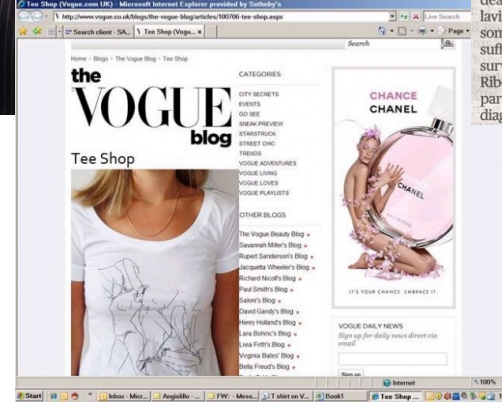 Tee Shop (Vogue.com UK) - Microsoft Internet Explorer provided by Sotheby's
http://www.vogue.co.uk/blogs/the-vogue-blog/articles/100706-tee-shop.aspx
Live Search
Search client - SA...
Tee Shop (Vogue...
Page
Search
Home - Blogs - The Vogue Blog - Tee Shop
the
VOGUE
blog
Tee Shop
CATEGORIES
CITY SECRETS
EVENTS
GO SEE
SNEAK PREVIEW
STARSTRUCK
STREET CHIC
TRENDS
VOGUE ADVENTURES
VOGUE LIVING
VOGUE LOVES
VOGUE PLAYLISTS
OTHER BLOGS
The Vogue Beauty Blog
Savannah Miller's Blog
Rupert Sanderson's Blog
Jacquetta Wheeler's Blog
Richard Nicoll's Blog
Paul Smith's Blog
Salon's Blog
David Gandy's Blog
Henry Holland's Blog
Lara Bohinc's Blog
Livia Firth's Blog
Virginia Bates' Blog
Bella Freud's Blog
CHANCE
CHANEL
CHANEL
IT'S YOUR CHANCE. EMBRACE IT.
VOGUE DAILY NEWS
Sign up for daily news direct via
email
Sign up
Internet
100%
Start
Inbox - Micr...
Angiolillo - ...
FW: - Mess...
T shirt on V...
Book1
Tee Shop ...